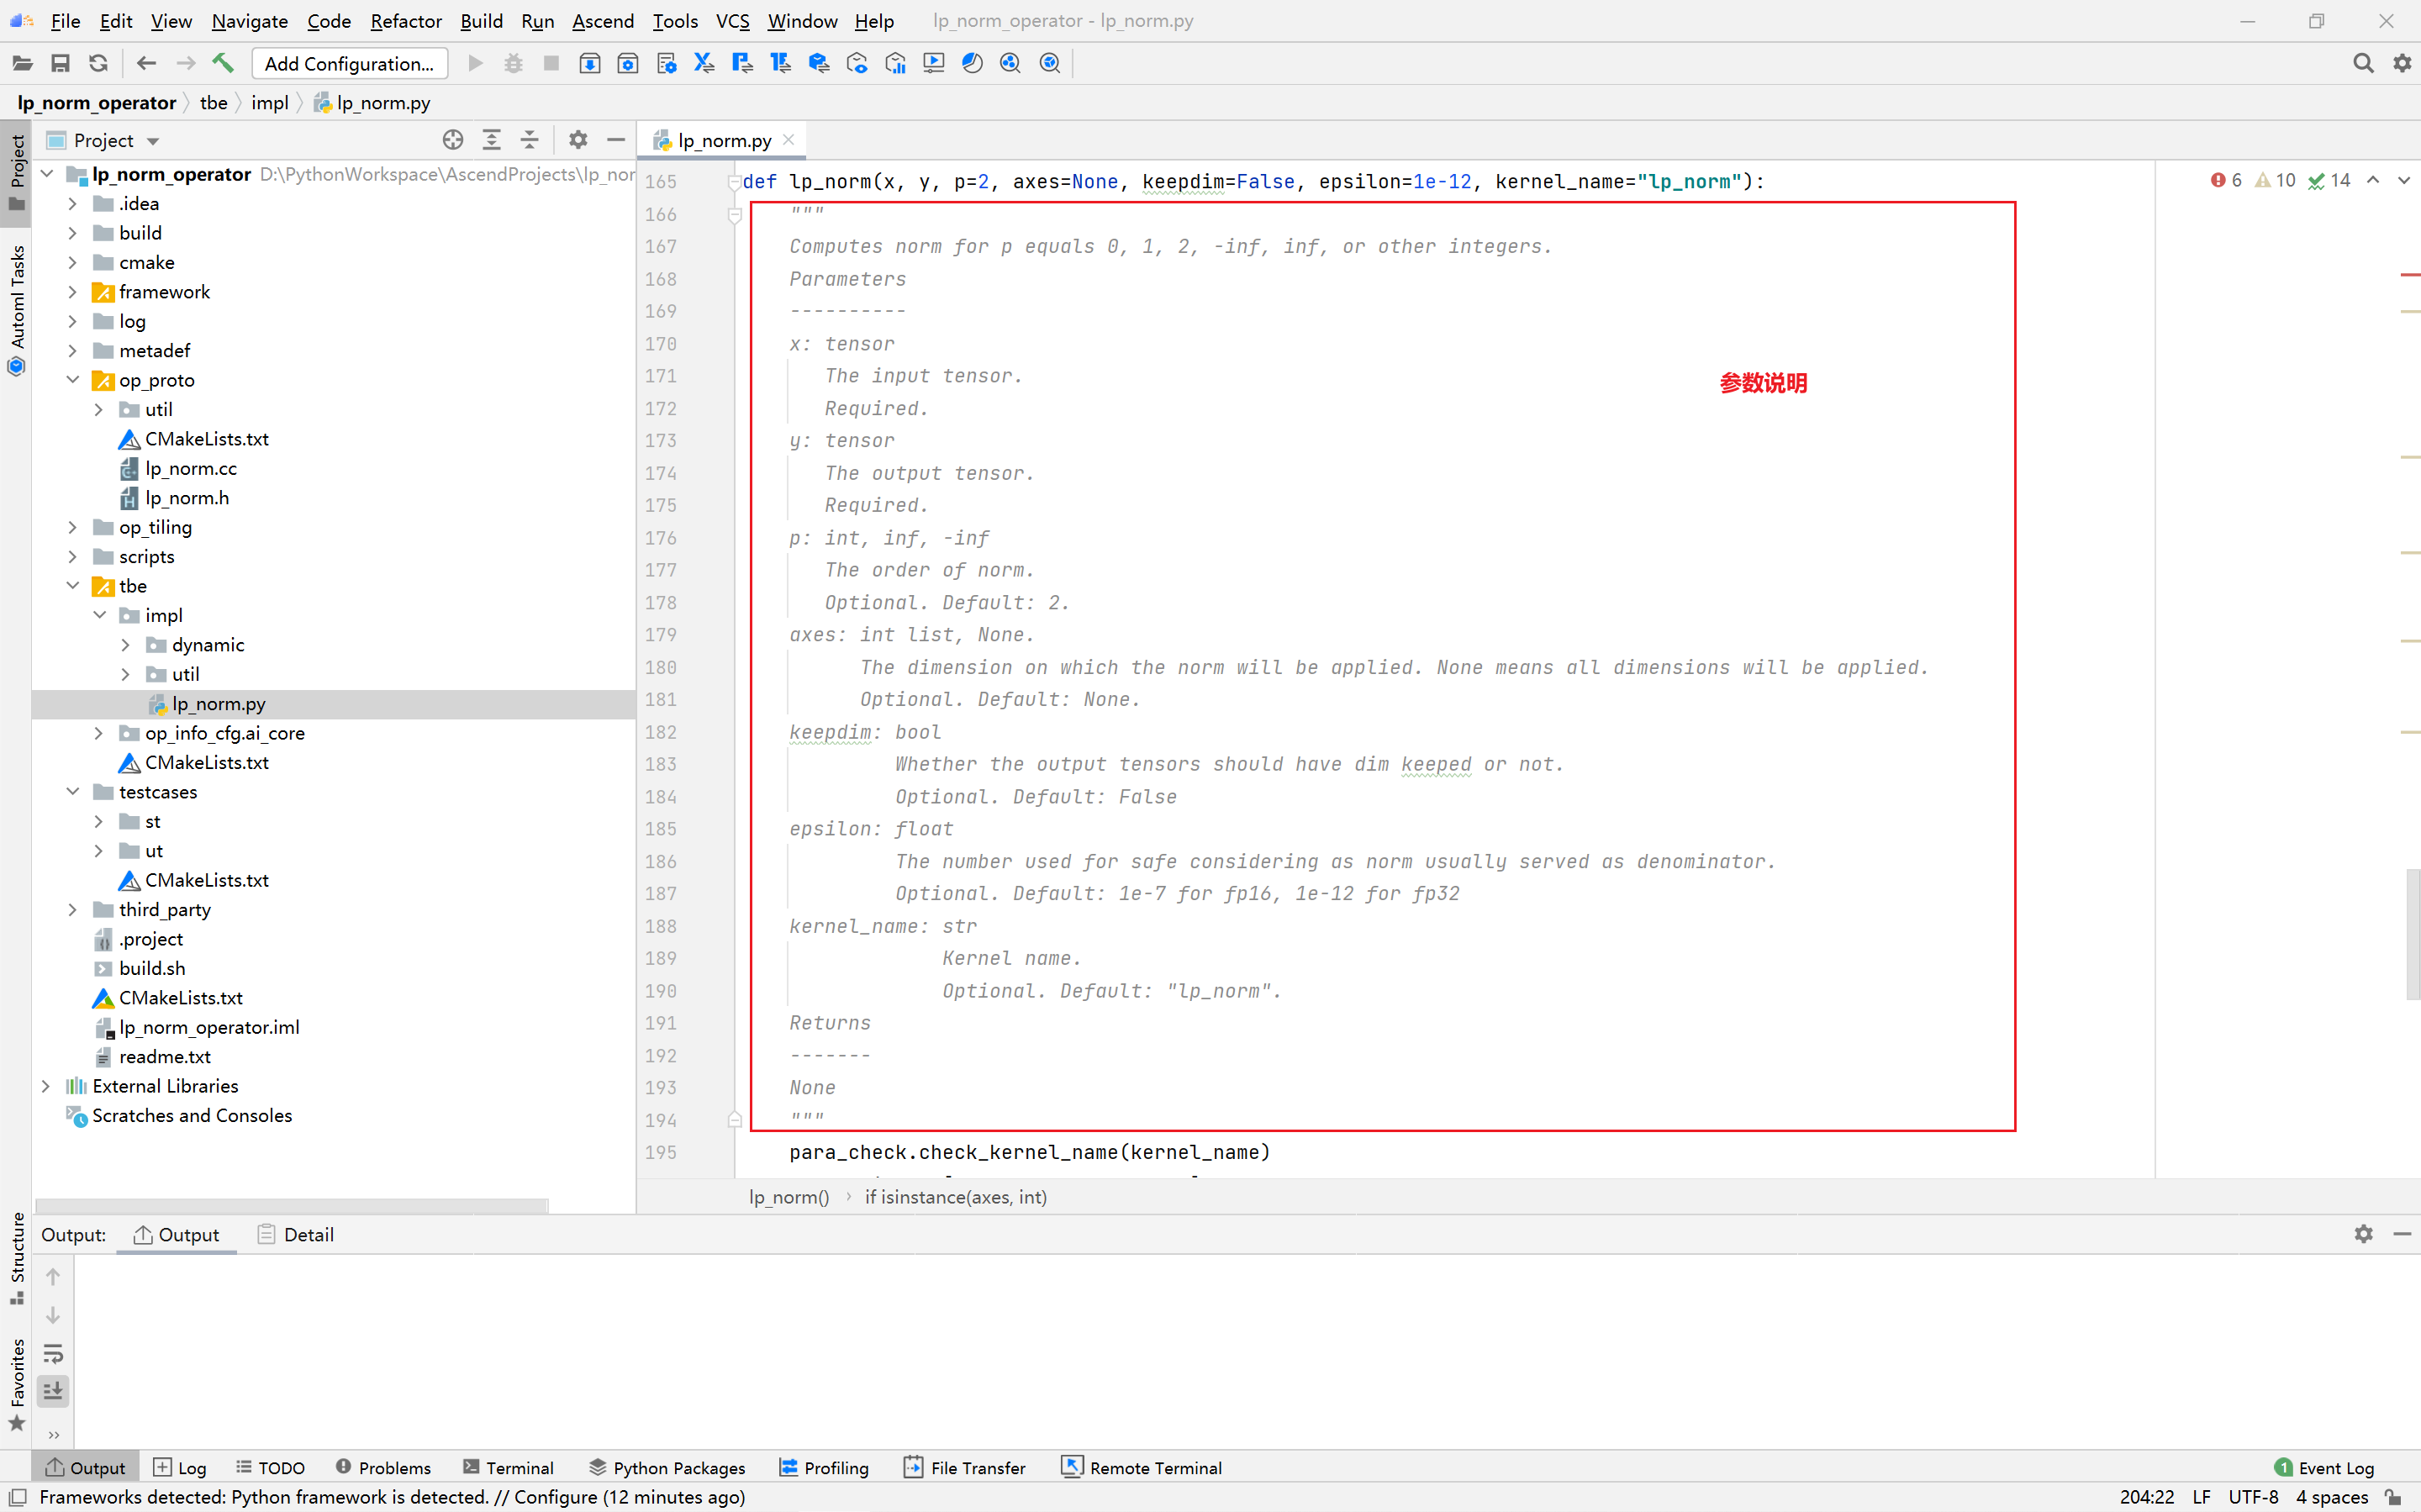 File Edit View Navigate Code Refactor Build Run Ascend Tools VCS Window Help lp_norm_operator - lp_norm.py
Add Configuration...
lp_norm_operator tbe impl lp_norm.py
Project
lp_norm.py
Project
Automl Tasks
Structure
Favorites
lp_norm_operator D:\PythonWorkspace\AscendProjects\lp_nor
.idea
build
cmake
framework
log
metadef
op_proto
util
CMakeLists.txt
lp_norm.cc
lp_norm.h
op_tiling
scripts
tbe
impl
dynamic
util
lp_norm.py
op_info_cfg.ai_core
CMakeLists.txt
testcases
st
ut
CMakeLists.txt
third_party
.project
build.sh
CMakeLists.txt
lp_norm_operator.iml
readme.txt
External Libraries
Scratches and Consoles
6 10 14
165 def lp_norm(x, y, p=2, axes=None, keepdim=False, epsilon=1e-12, kernel_name="lp_norm"):
166 """
167 Computes norm for p equals 0, 1, 2, -inf, inf, or other integers.
168 Parameters
169 ----------
170 x: tensor
171 The input tensor.
参数说明
172 Required.
173 y: tensor
174 The output tensor.
175 Required.
176 p: int, inf, -inf
177 The order of norm.
178 Optional. Default: 2.
179 axes: int list, None.
180 The dimension on which the norm will be applied. None means all dimensions will be applied.
181 Optional. Default: None.
182 keepdim: bool
183 Whether the output tensors should have dim keeped or not.
184 Optional. Default: False
185 epsilon: float
186 The number used for safe considering as norm usually served as denominator.
187 Optional. Default: 1e-7 for fp16, 1e-12 for fp32
188 kernel_name: str
189 Kernel name.
190 Optional. Default: "lp_norm".
191 Returns
192 -------
193 None
194 """
195 para_check.check_kernel_name(kernel_name)
lp_norm() › if isinstance(axes, int)
Output: Output Detail
Output Log TODO Problems Terminal Python Packages Profiling File Transfer Remote Terminal 1 Event Log
Frameworks detected: Python framework is detected. // Configure (12 minutes ago) 204:22 LF UTF-8 4 spaces